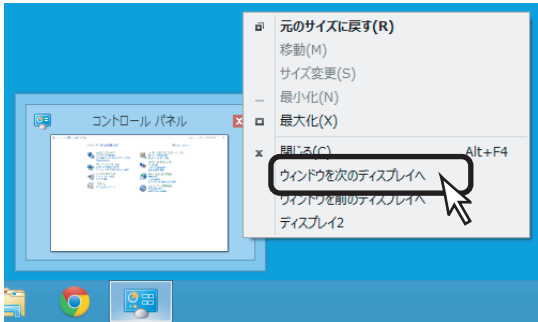 元のサイズに戻す(R)
移動(M)
サイズ変更(S)
最小化(N)
最大化(X)
閉じる(C) Alt+F4
ウィンドウを次のディスプレイへ
ウィンドウを前のディスプレイへ
ディスプレイ2
コントロール パネル